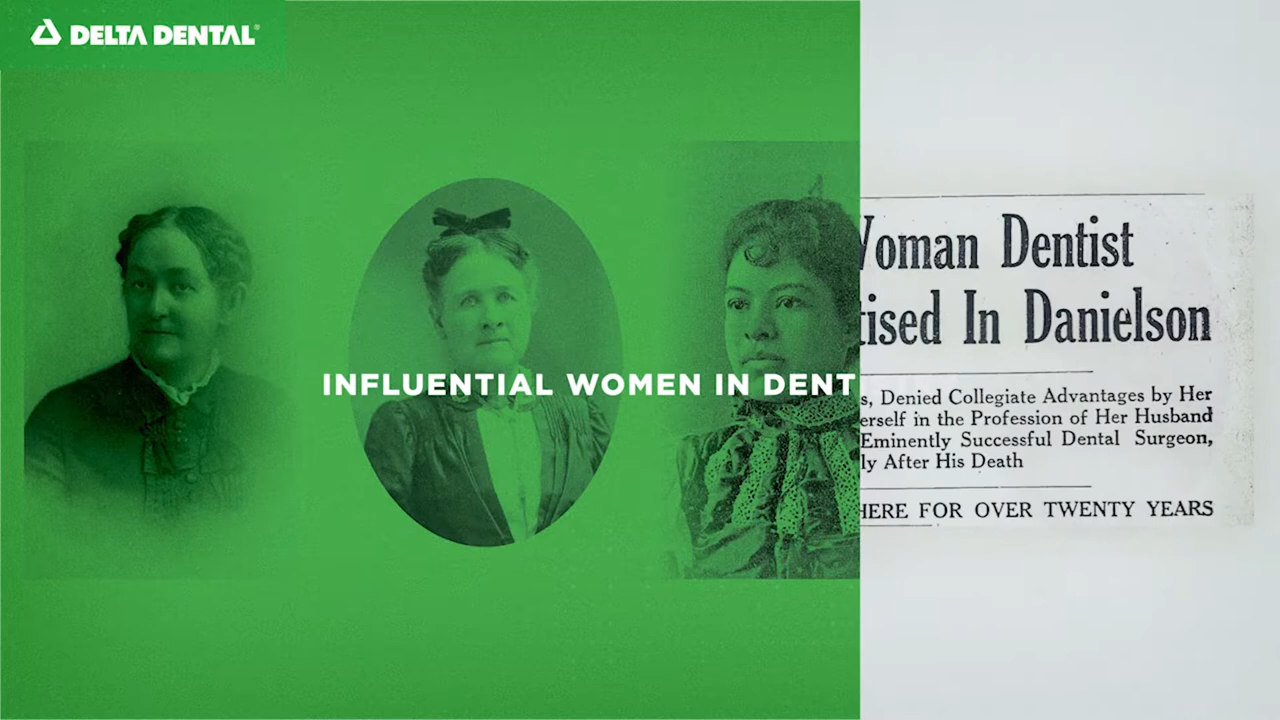 DELTA DENTAL®
INFLUENTIAL WOMEN IN DENT
Woman Dentist
tised In Danielson
s, Denied Collegiate Advantages by Her
erself in the Profession of Her Husband
Eminently Successful Dental Surgeon,
ly After His Death
HERE FOR OVER TWENTY YEARS